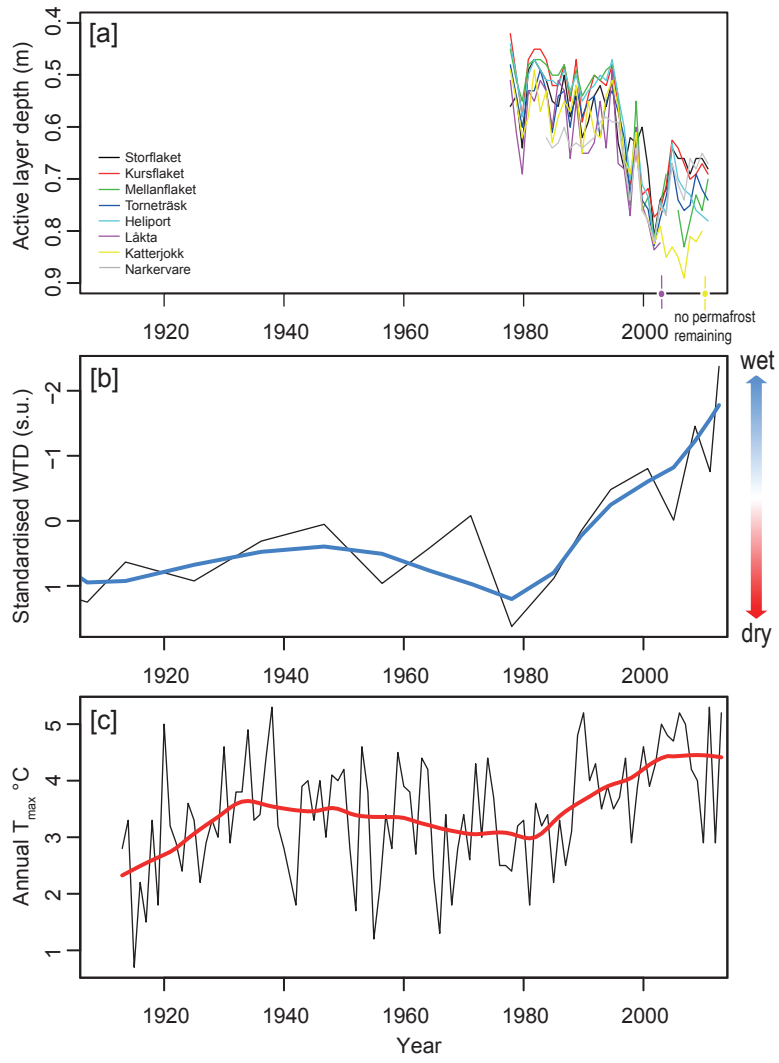 [a]
Active layer depth (m)
0.4
0.5
0.6
0.7
0.8
0.9
Storflaket
Kursflaket
Mellanflaket
Torneträsk
Heliport
Låkta
Katterjokk
Narkervare
1920 1940 1960 1980 2000
no permafrost
remaining
[b]
Standardised WTD (s.u.)
-2
-1
0
1
wet
dry
1920 1940 1960 1980 2000
[c]
Annual Tmax °C
5
4
3
2
1
1920 1940 1960 1980 2000
Year